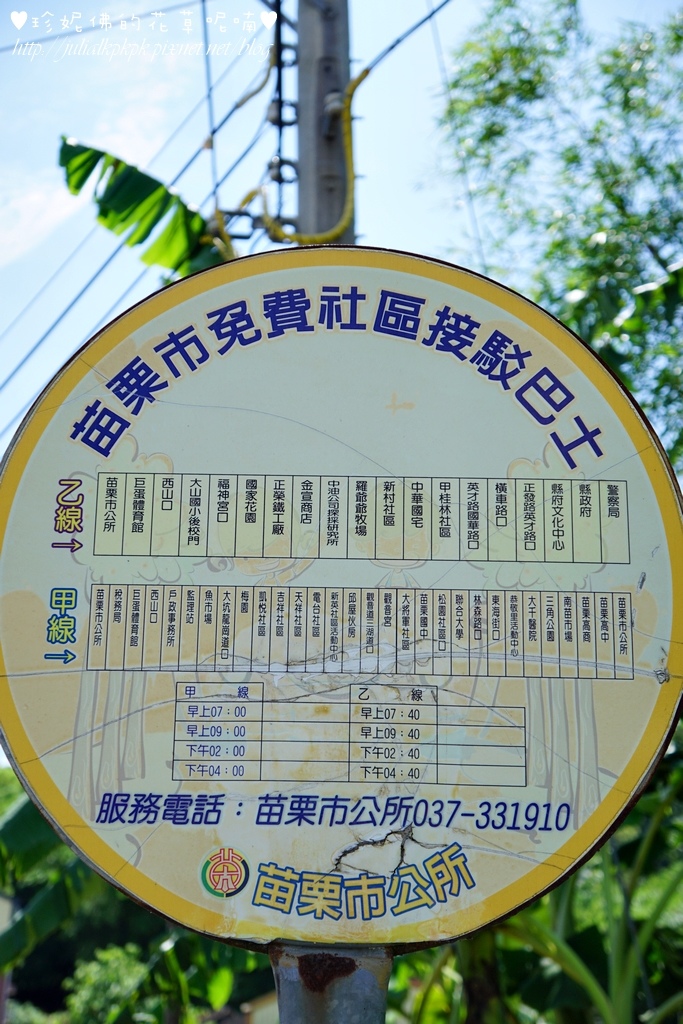 ♥珍妮佛的花草呢喃♥
http://juli.dkpkpk.pixnet.net/blog
苗栗市免費社區接駁巴士
乙線→
苗栗市公所
巨蛋體育館
西山口
大山國小後校門
福神宮口
國家花園
正榮鐵工廠
金宣商店
中油公司探採研究所
羅爺爺牧場
新村社區
中華國宅
甲桂林社區
英才路國華路口
橫車路口
正發路英才路口
縣府文化中心
縣政府
警察局
甲線→
苗栗市公所
稅務局
巨蛋體育館
西山口
戶政事務所
監理站
魚市場
大坑龍岡道口
梅園
凱悅社區
吉祥社區
天祥社區
電台社區
新英社區活動中心
邱屋伙房
觀音道三湖道口
觀音宮
大將軍社區
苗栗國中
松園社區口
聯合大學
林森路口
東海街口
恭敬里活動中心
大千醫院
三角公園
南苗市場
苗栗高商
苗栗高中
苗栗市公所
甲 線 乙 線
早上07:00 早上07:40
早上09:00 早上09:40
下午02:00 下午02:40
下午04:00 下午04:40
服務電話:苗栗市公所037-331910
苗栗市公所